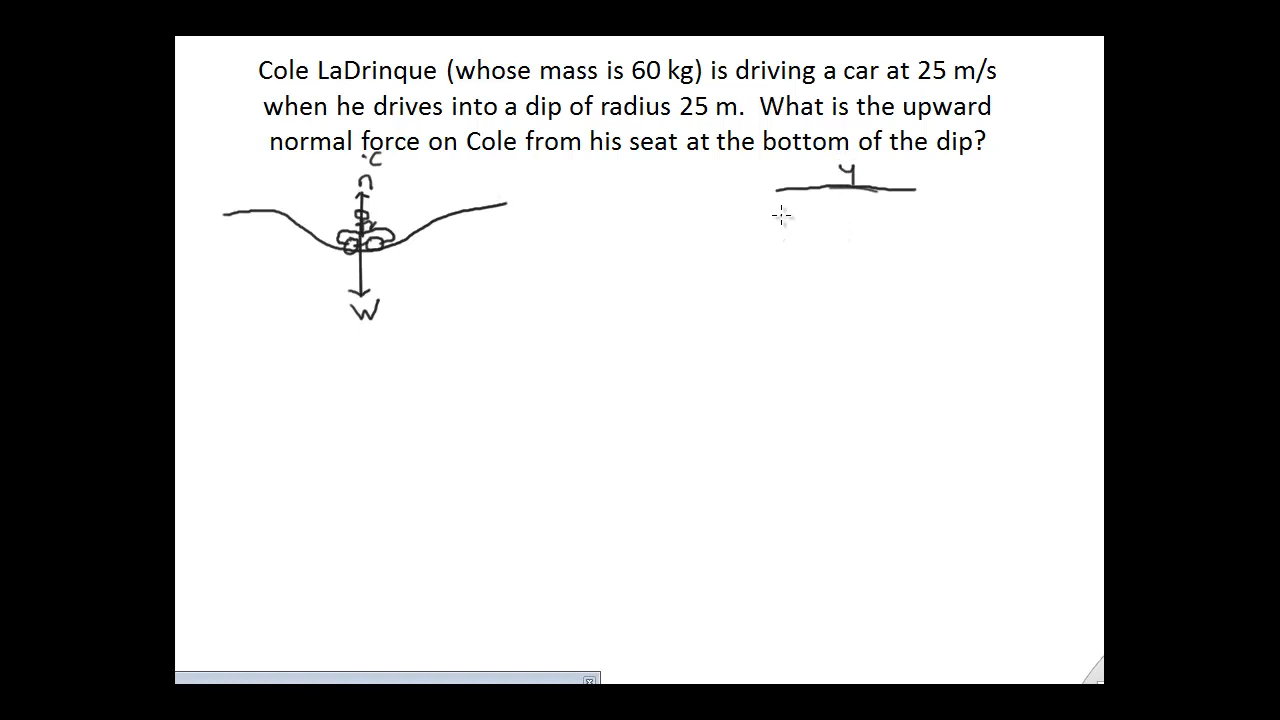 Cole LaDrinque (whose mass is 60 kg) is driving a car at 25 m/s
when he drives into a dip of radius 25 m. What is the upward
normal force on Cole from his seat at the bottom of the dip?
·C
n
y
W